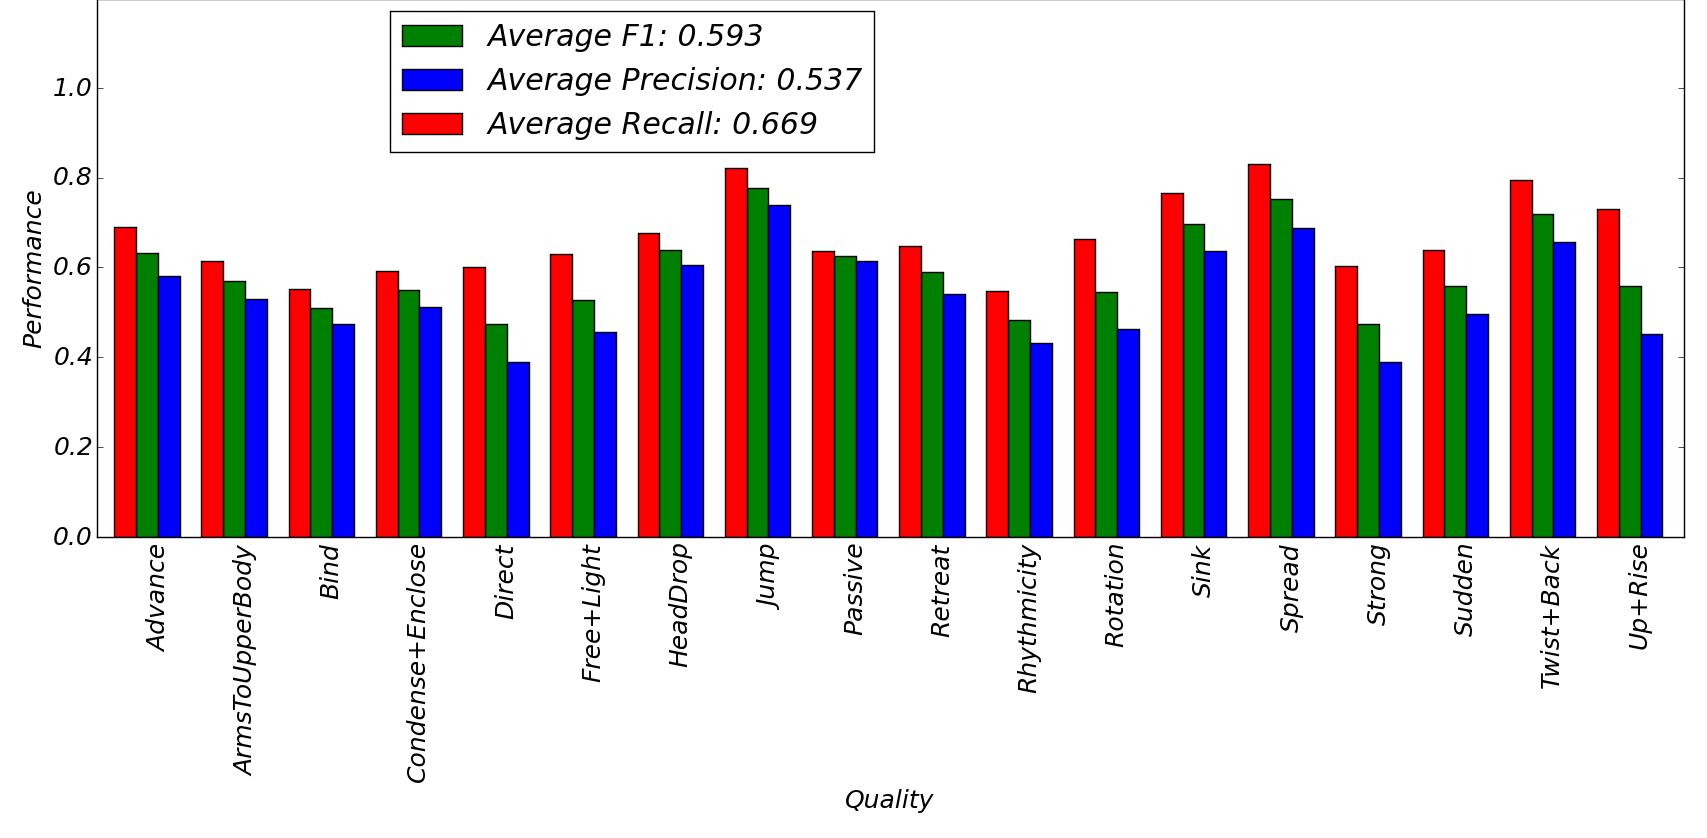 Average F1: 0.593
Average Precision: 0.537
Average Recall: 0.669
1.0
0.8
0.6
0.4
0.2
0.0
Performance
Advance
ArmsToUpperBody
Bind
Condense+Enclose
Direct
Free+Light
HeadDrop
Jump
Passive
Retreat
Rhythmicity
Rotation
Sink
Spread
Strong
Sudden
Twist+Back
Up+Rise
Quality